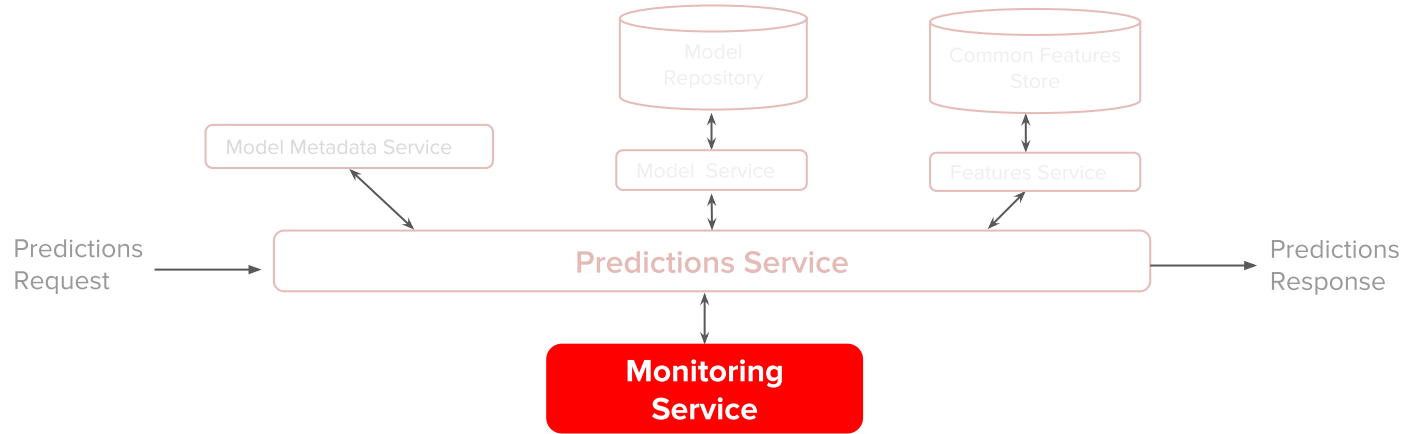 Model
Repository
Common Features
Store
Model Metadata Service
Model Service
Features Service
Predictions
Request
Predictions Service
Predictions
Response
Monitoring
Service